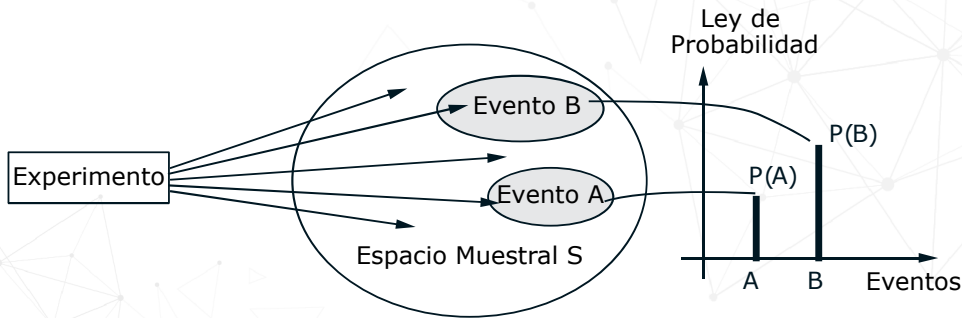 Ley de
Probabilidad
Evento B
P(B)
Experimento
P(A)
Evento A
Espacio Muestral S
A
B
Eventos